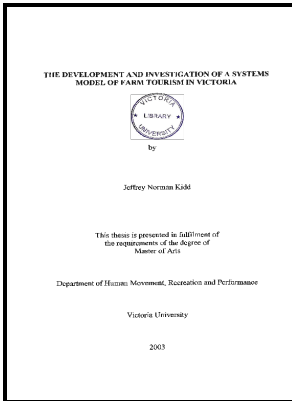 THE DEVELOPMENT AND INVESTIGATION OF A SYSTEMS
MODEL OF FARM TOURISM IN VICTORIA
VICTORIA
★ LIBRARY ★
UNIVERSITY
by
Jeffrey Norman Kidd
This thesis is presented in fulfilment of
the requirements of the degree of
Master of Arts
Department of Human Movement, Recreation and Performance
Victoria University
2003